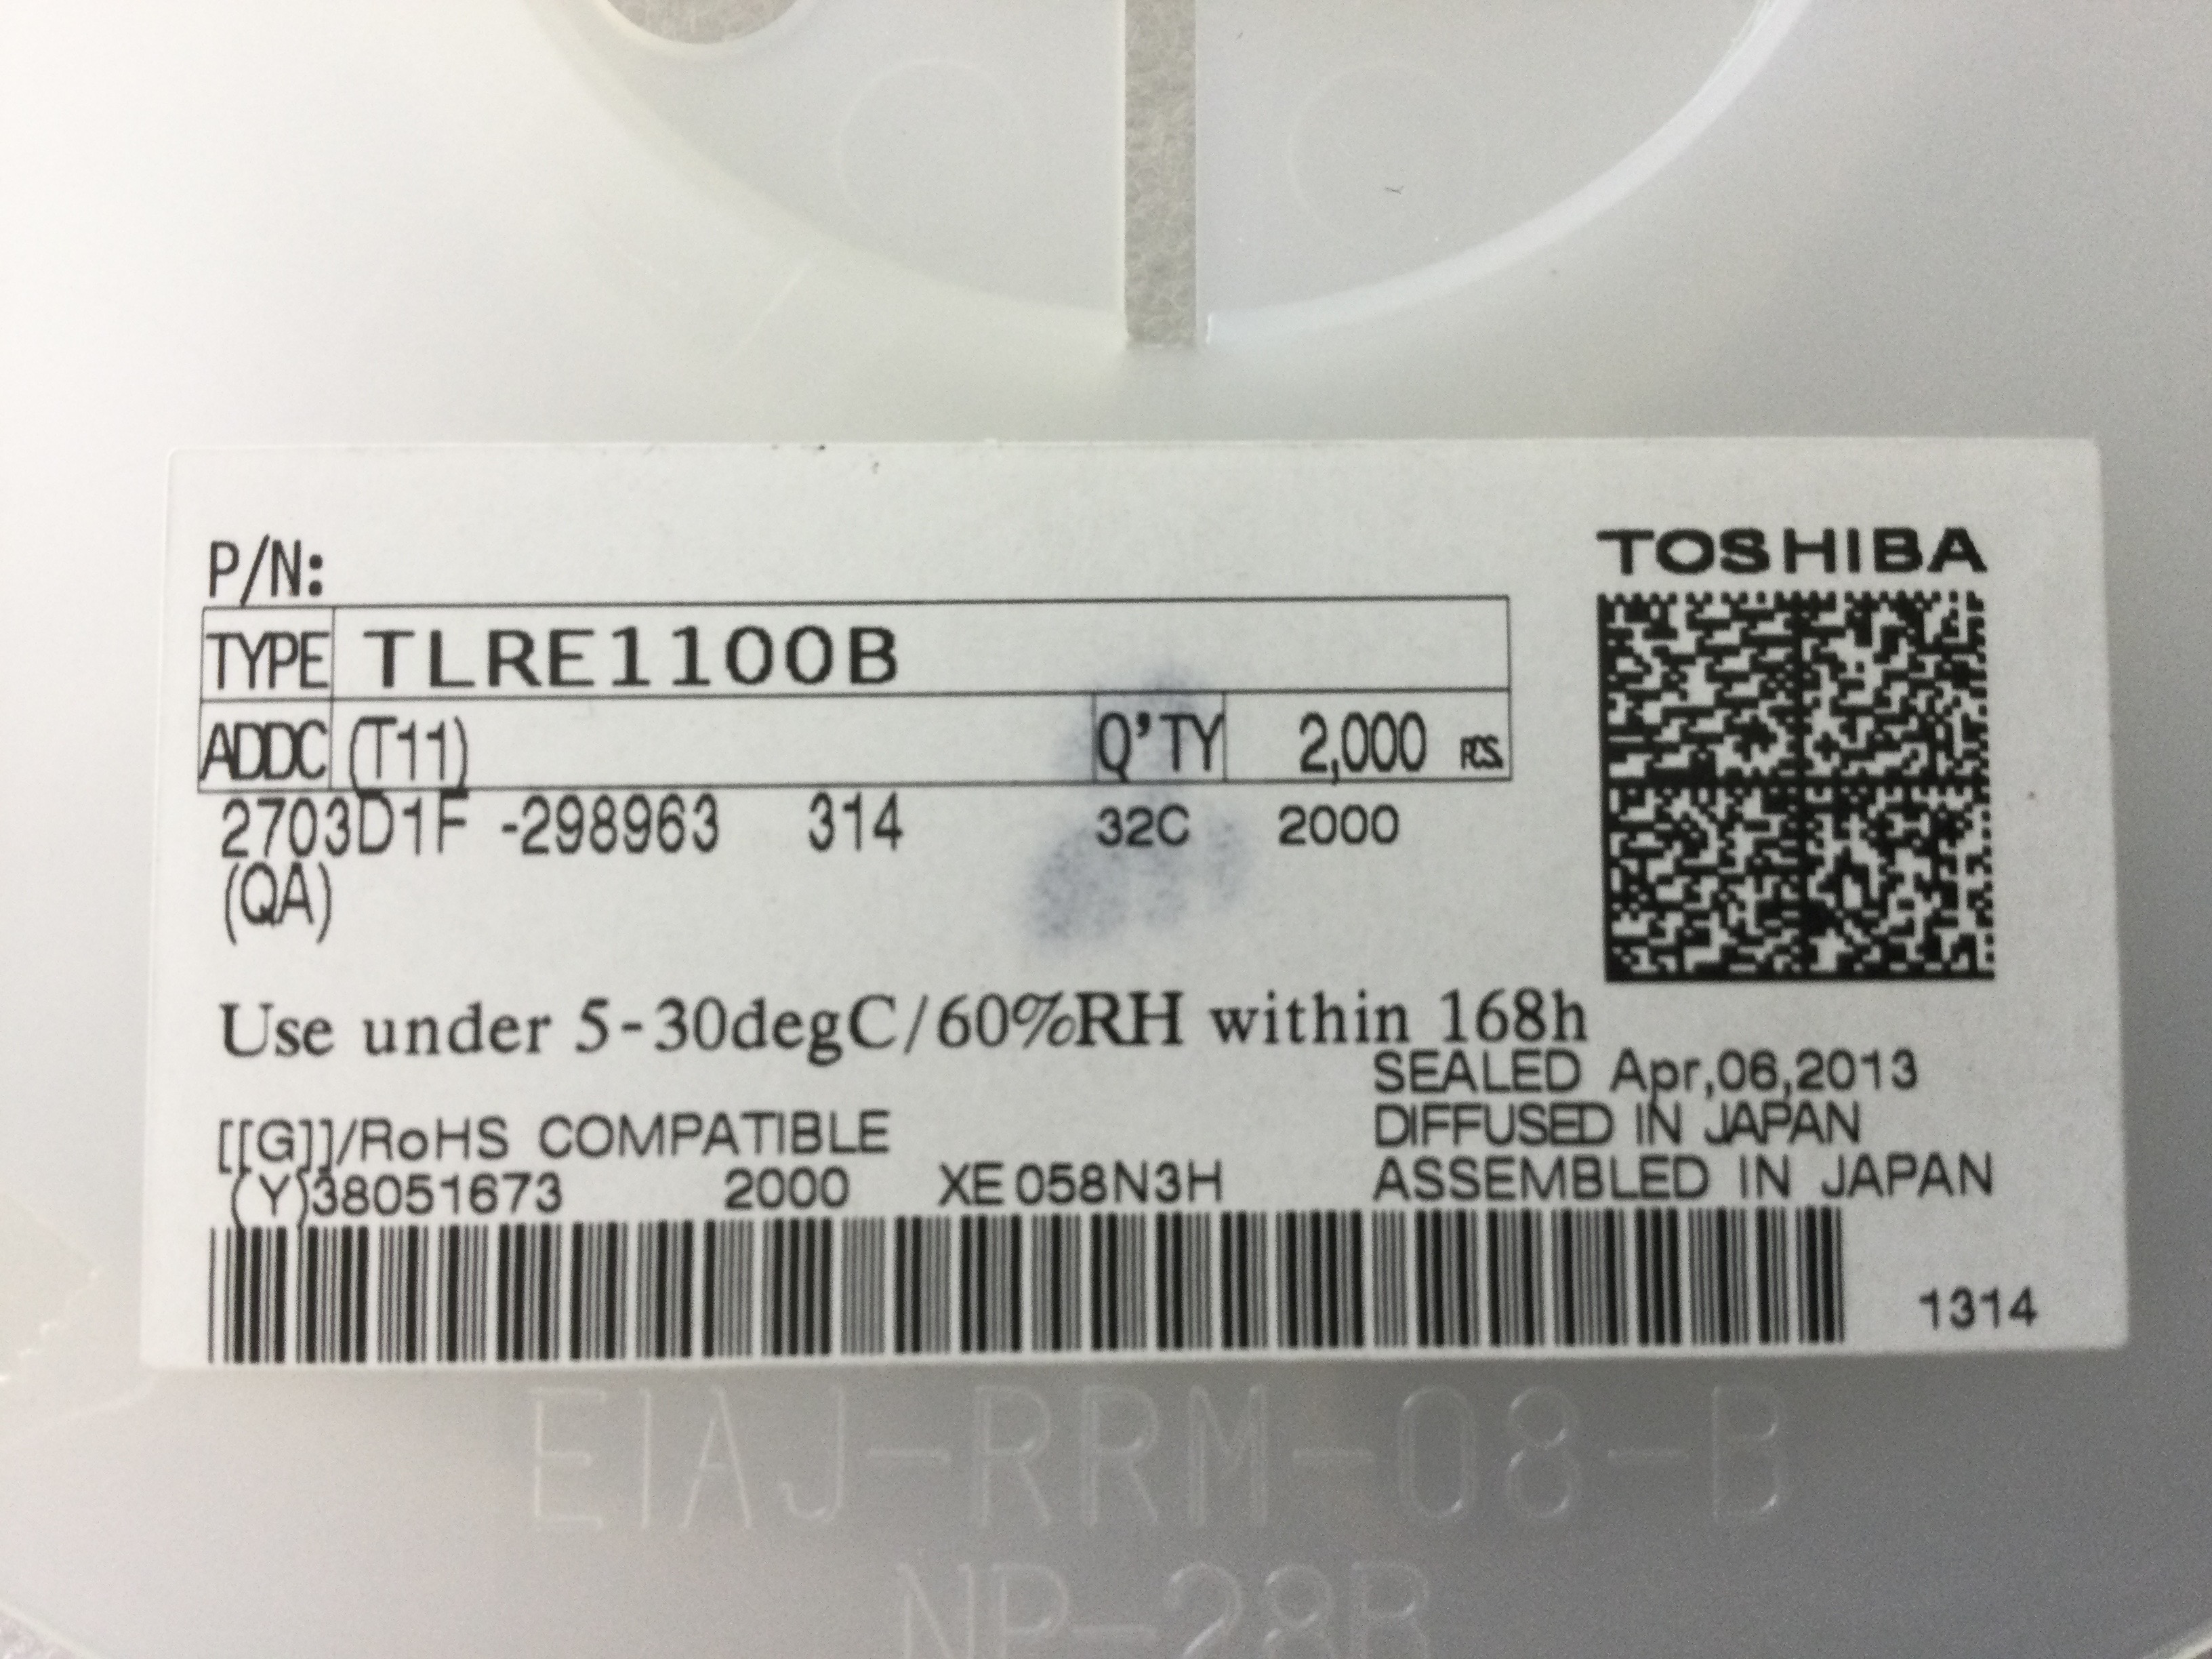 P/N:
TOSHIBA
TYPE TLRE1100B
ADDC (T11) Q'TY 2,000 PCS
2703D1F -298963 314 32C 2000
(QA)
Use under 5-30degC/60%RH within 168h
SEALED Apr,06,2013
[[G]]/RoHS COMPATIBLE DIFFUSED IN JAPAN
(Y)38051673 2000 XE058N3H ASSEMBLED IN JAPAN
1314
EIAJ-RRM-08-B
NP-28B